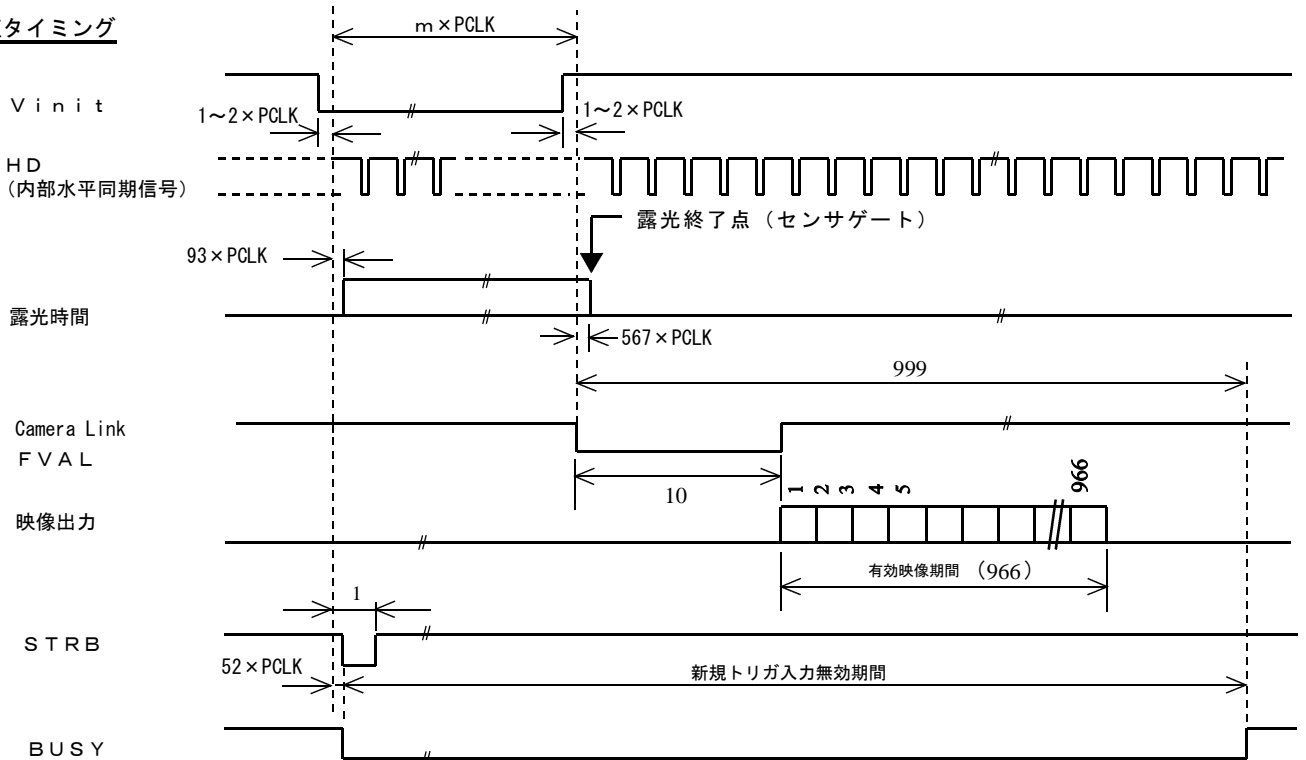 タイミング
m×PCLK
Vinit
1~2×PCLK
1~2×PCLK
HD
(内部水平同期信号)
露光終了点(センサゲート)
93×PCLK
露光時間
567×PCLK
999
Camera Link
FVAL
10
1 2 3 4 5 966
映像出力
有効映像期間 (966)
1
STRB
52×PCLK
新規トリガ入力無効期間
BUSY